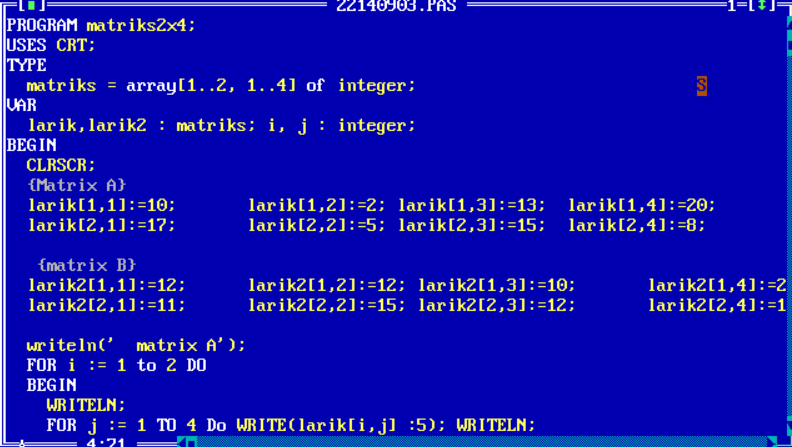 [■] 22140903.PAS 1=[↕]
PROGRAM matriks2x4;
USES CRT;
TYPE
matriks = array[1..2, 1..4] of integer; S
VAR
larik,larik2 : matriks; i, j : integer;
BEGIN
CLRSCR;
{Matrix A}
larik[1,1]:=10; larik[1,2]:=2; larik[1,3]:=13; larik[1,4]:=20;
larik[2,1]:=17; larik[2,2]:=5; larik[2,3]:=15; larik[2,4]:=8;
{matrix B}
larik2[1,1]:=12; larik2[1,2]:=12; larik2[1,3]:=10; larik2[1,4]:=2
larik2[2,1]:=11; larik2[2,2]:=15; larik2[2,3]:=12; larik2[2,4]:=1
writeln('  matrix A');
FOR i := 1 to 2 DO
BEGIN
WRITELN;
FOR j := 1 TO 4 Do WRITE(larik[i,j] :5); WRITELN;
4:71